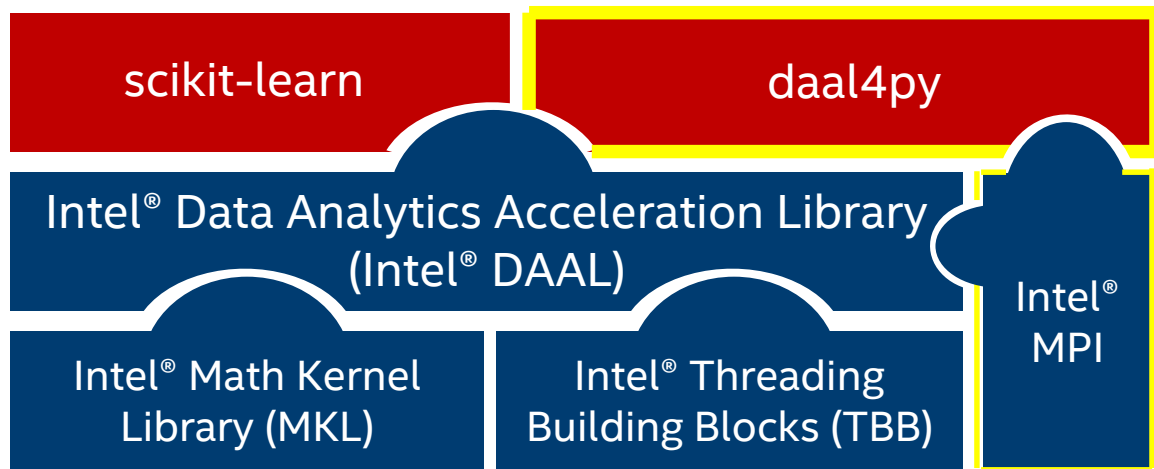 scikit-learn
daal4py
Intel® Data Analytics Acceleration Library
(Intel® DAAL)
Intel®
MPI
Intel® Math Kernel
Library (MKL)
Intel® Threading
Building Blocks (TBB)